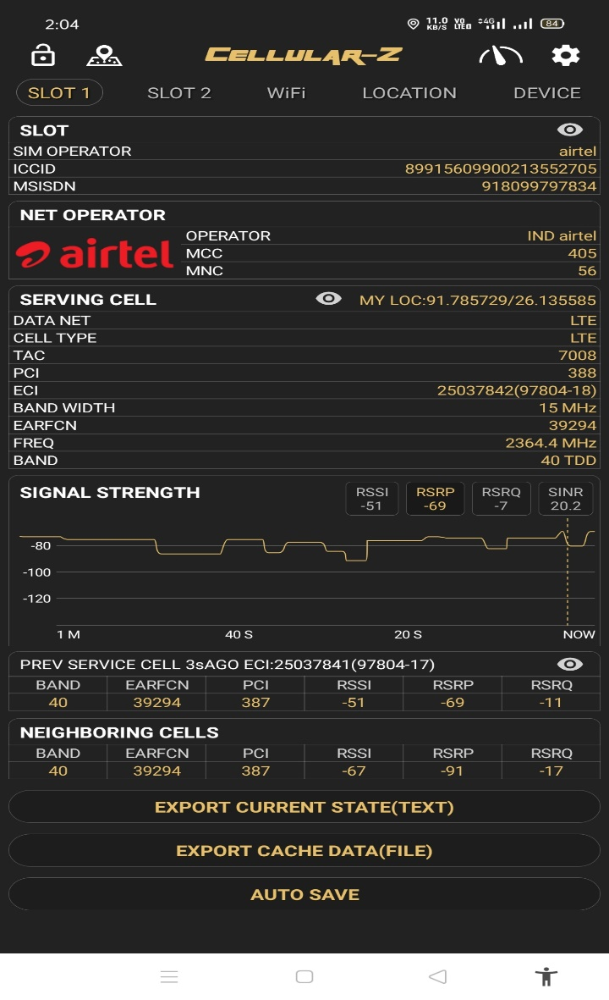 2:04 11.0 KB/S VO LTE 4G 84
CELLULAR-Z
SLOT 1 SLOT 2 WiFi LOCATION DEVICE
SLOT
SIM OPERATOR airtel
ICCID 89915609900213552705
MSISDN 918099797834
NET OPERATOR
airtel
OPERATOR IND airtel
MCC 405
MNC 56
SERVING CELL MY LOC:91.785729/26.135585
DATA NET LTE
CELL TYPE LTE
TAC 7008
PCI 388
ECI 25037842(97804-18)
BAND WIDTH 15 MHz
EARFCN 39294
FREQ 2364.4 MHz
BAND 40 TDD
SIGNAL STRENGTH
RSSI RSRP RSRQ SINR
-51 -69 -7 20.2
-80
-100
-120
1 M 40 S 20 S NOW
PREV SERVICE CELL 3sAGO ECI:25037841(97804-17)
BAND EARFCN PCI RSSI RSRP RSRQ
40 39294 387 -51 -69 -11
NEIGHBORING CELLS
BAND EARFCN PCI RSSI RSRP RSRQ
40 39294 387 -67 -91 -17
EXPORT CURRENT STATE(TEXT)
EXPORT CACHE DATA(FILE)
AUTO SAVE